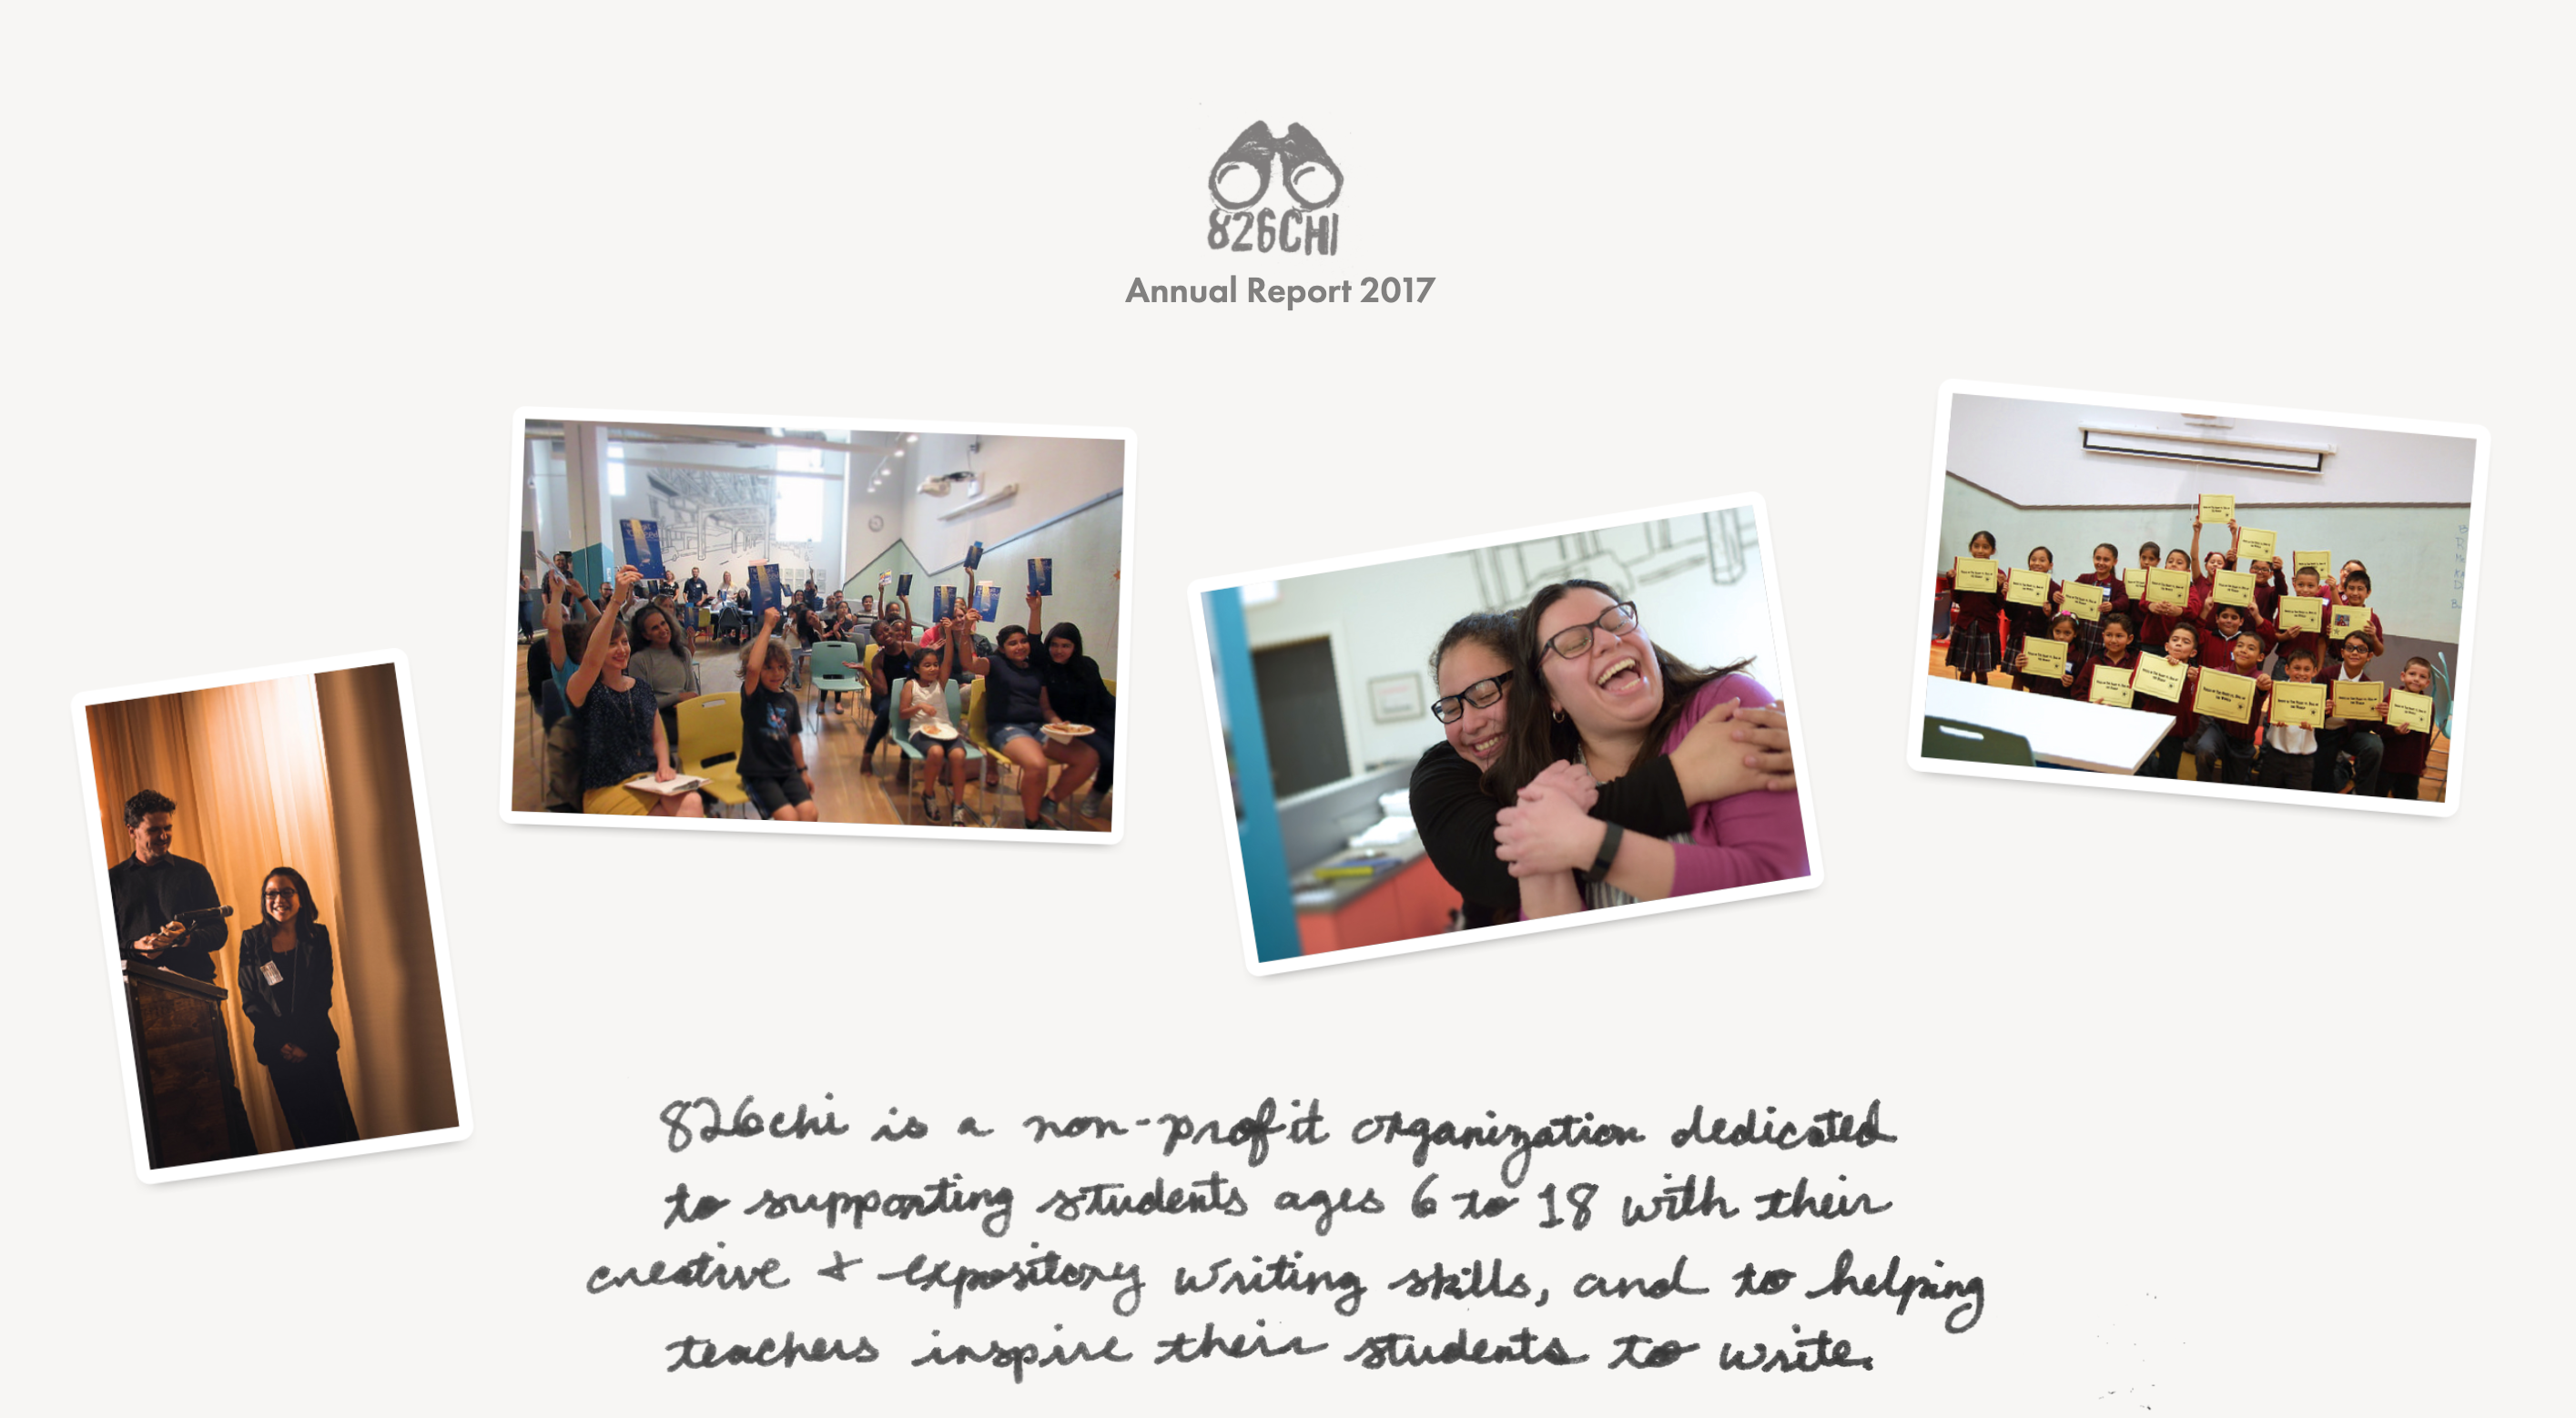 826CHI
Annual Report 2017
826chi is a non-profit organization dedicated
to supporting students ages 6 to 18 with their
creative + expository writing skills, and to helping
teachers inspire their students to write.